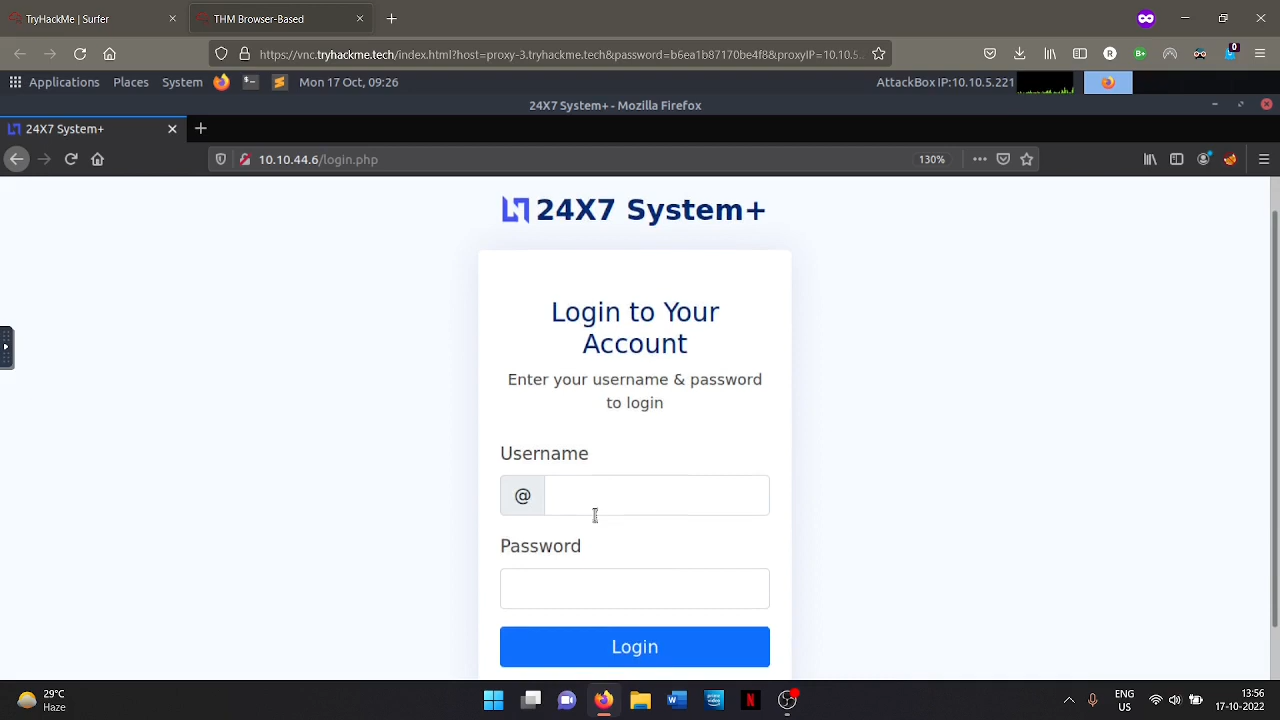 TryHackMe | Surfer
THM Browser-Based
https://vnc.tryhackme.tech/index.html?host=proxy-3.tryhackme.tech&password=b6ea1b87170be4f8&proxyIP=10.10.5.
R
B+
0
Applications Places System Mon 17 Oct, 09:26 AttackBox IP:10.10.5.221
24X7 System+ - Mozilla Firefox
24X7 System+
10.10.44.6/login.php 130%
24X7 System+
Login to Your
Account
Enter your username & password
to login
Username
@
Password
Login
29°C
Haze
W
prime video
N
ENG
US
13:56
17-10-2022